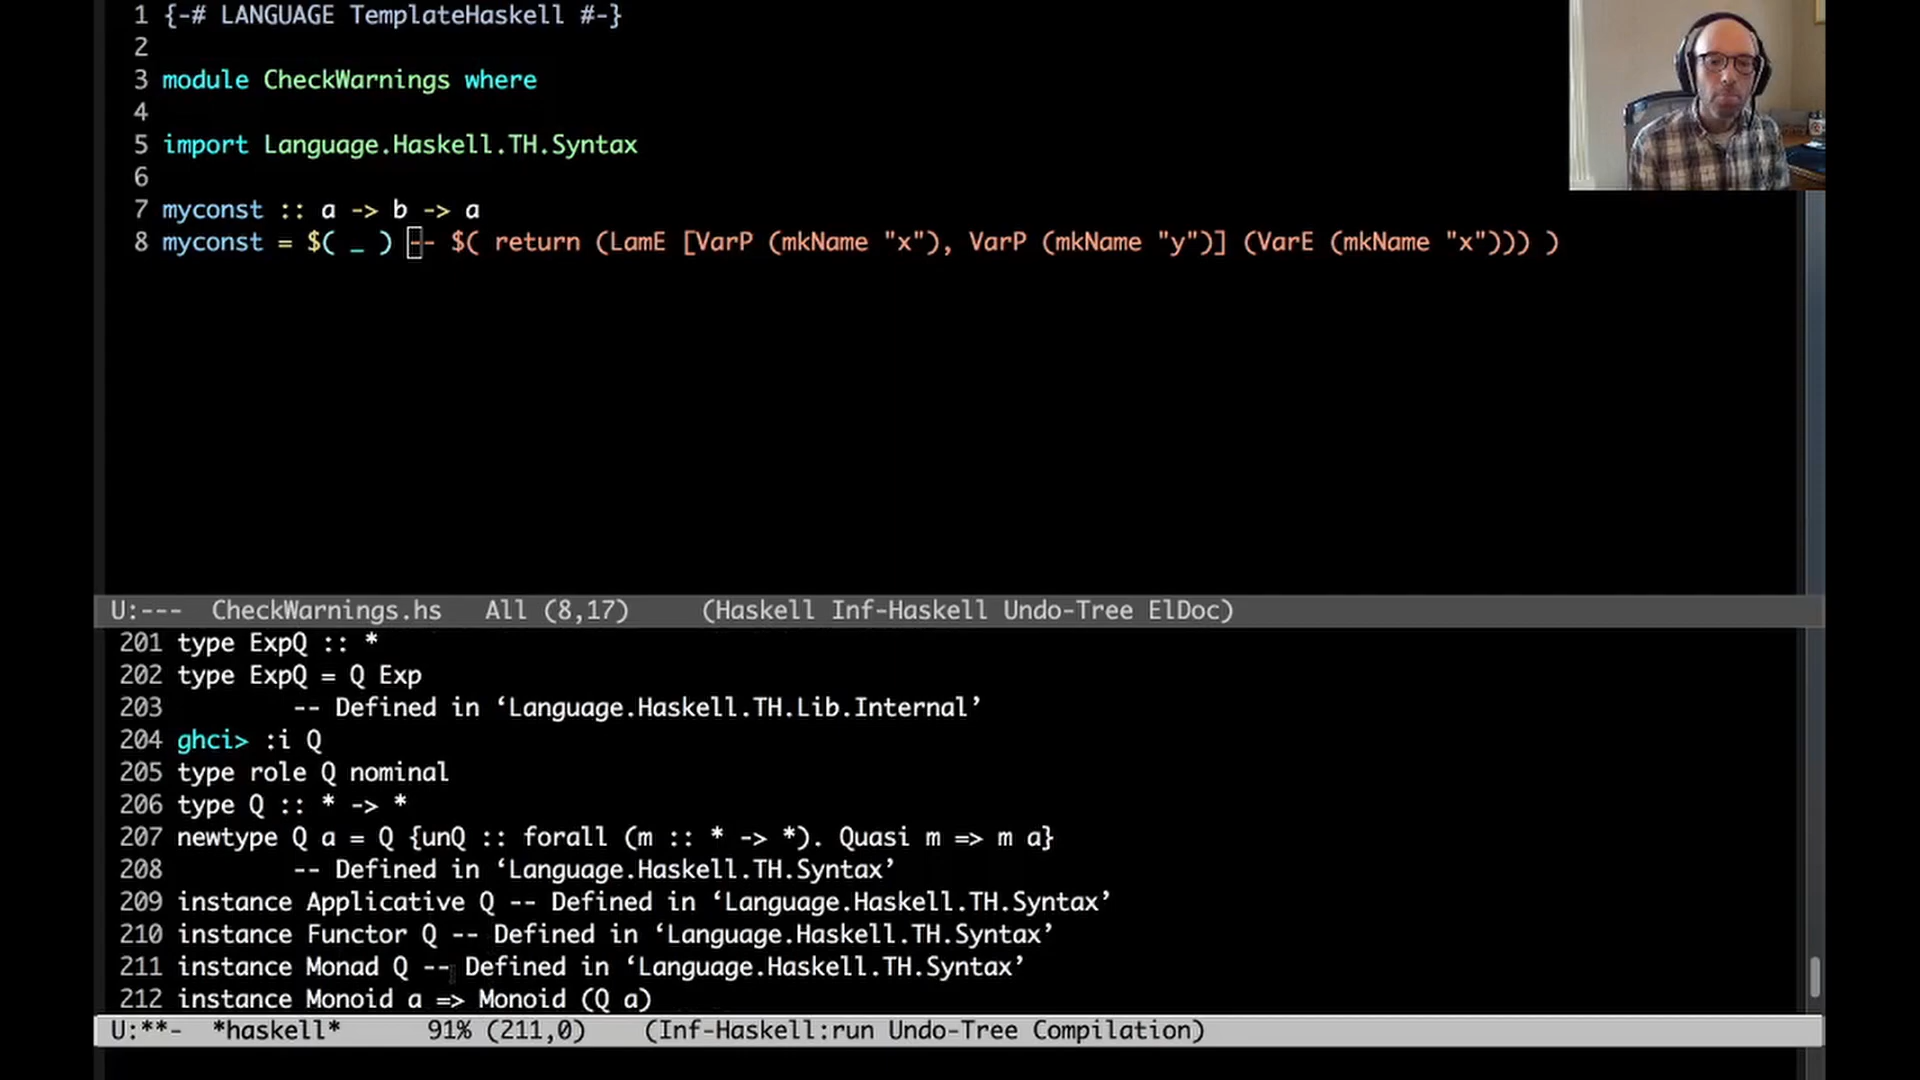 1 {-# LANGUAGE TemplateHaskell #-}
2
3 module CheckWarnings where
4
5 import Language.Haskell.TH.Syntax
6
7 myconst :: a -> b -> a
8 myconst = $( _ ) -- $( return (LamE [VarP (mkName "x"), VarP (mkName "y")] (VarE (mkName "x"))) )
U:--- CheckWarnings.hs All (8,17) (Haskell Inf-Haskell Undo-Tree ElDoc)
201 type ExpQ :: *
202 type ExpQ = Q Exp
203 -- Defined in ‘Language.Haskell.TH.Lib.Internal’
204 ghci> :i Q
205 type role Q nominal
206 type Q :: * -> *
207 newtype Q a = Q {unQ :: forall (m :: * -> *). Quasi m => m a}
208 -- Defined in ‘Language.Haskell.TH.Syntax’
209 instance Applicative Q -- Defined in ‘Language.Haskell.TH.Syntax’
210 instance Functor Q -- Defined in ‘Language.Haskell.TH.Syntax’
211 instance Monad Q -- Defined in ‘Language.Haskell.TH.Syntax’
212 instance Monoid a => Monoid (Q a)
U:**- *haskell* 91% (211,0) (Inf-Haskell:run Undo-Tree Compilation)